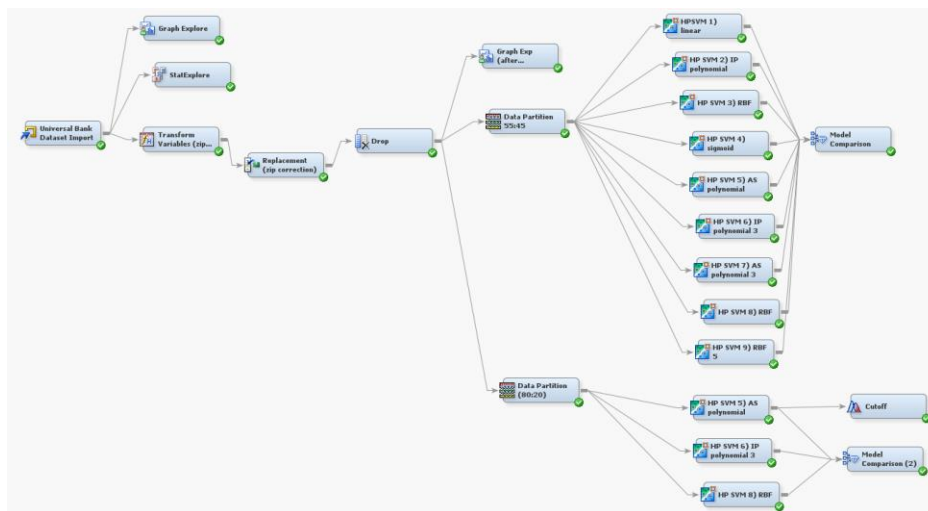 Graph Explore
StatExplore
Universal Bank
Dataset Import
Transform
Variables (zip...
Replacement
(zip correction)
Drop
Graph Exp
(after...
Data Partition
55:45
HPSVM 1)
linear
HP SVM 2) IP
polynomial
HP SVM 3) RBF
HP SVM 4)
sigmoid
HP SVM 5) AS
polynomial
HP SVM 6) IP
polynomial 3
HP SVM 7) AS
polynomial 3
HP SVM 8) RBF
HP SVM 9) RBF
5
Model
Comparison
Data Partition
(80:20)
HP SVM 5) AS
polynomial
HP SVM 6) IP
polynomial 3
HP SVM 8) RBF
Cutoff
Model
Comparison (2)